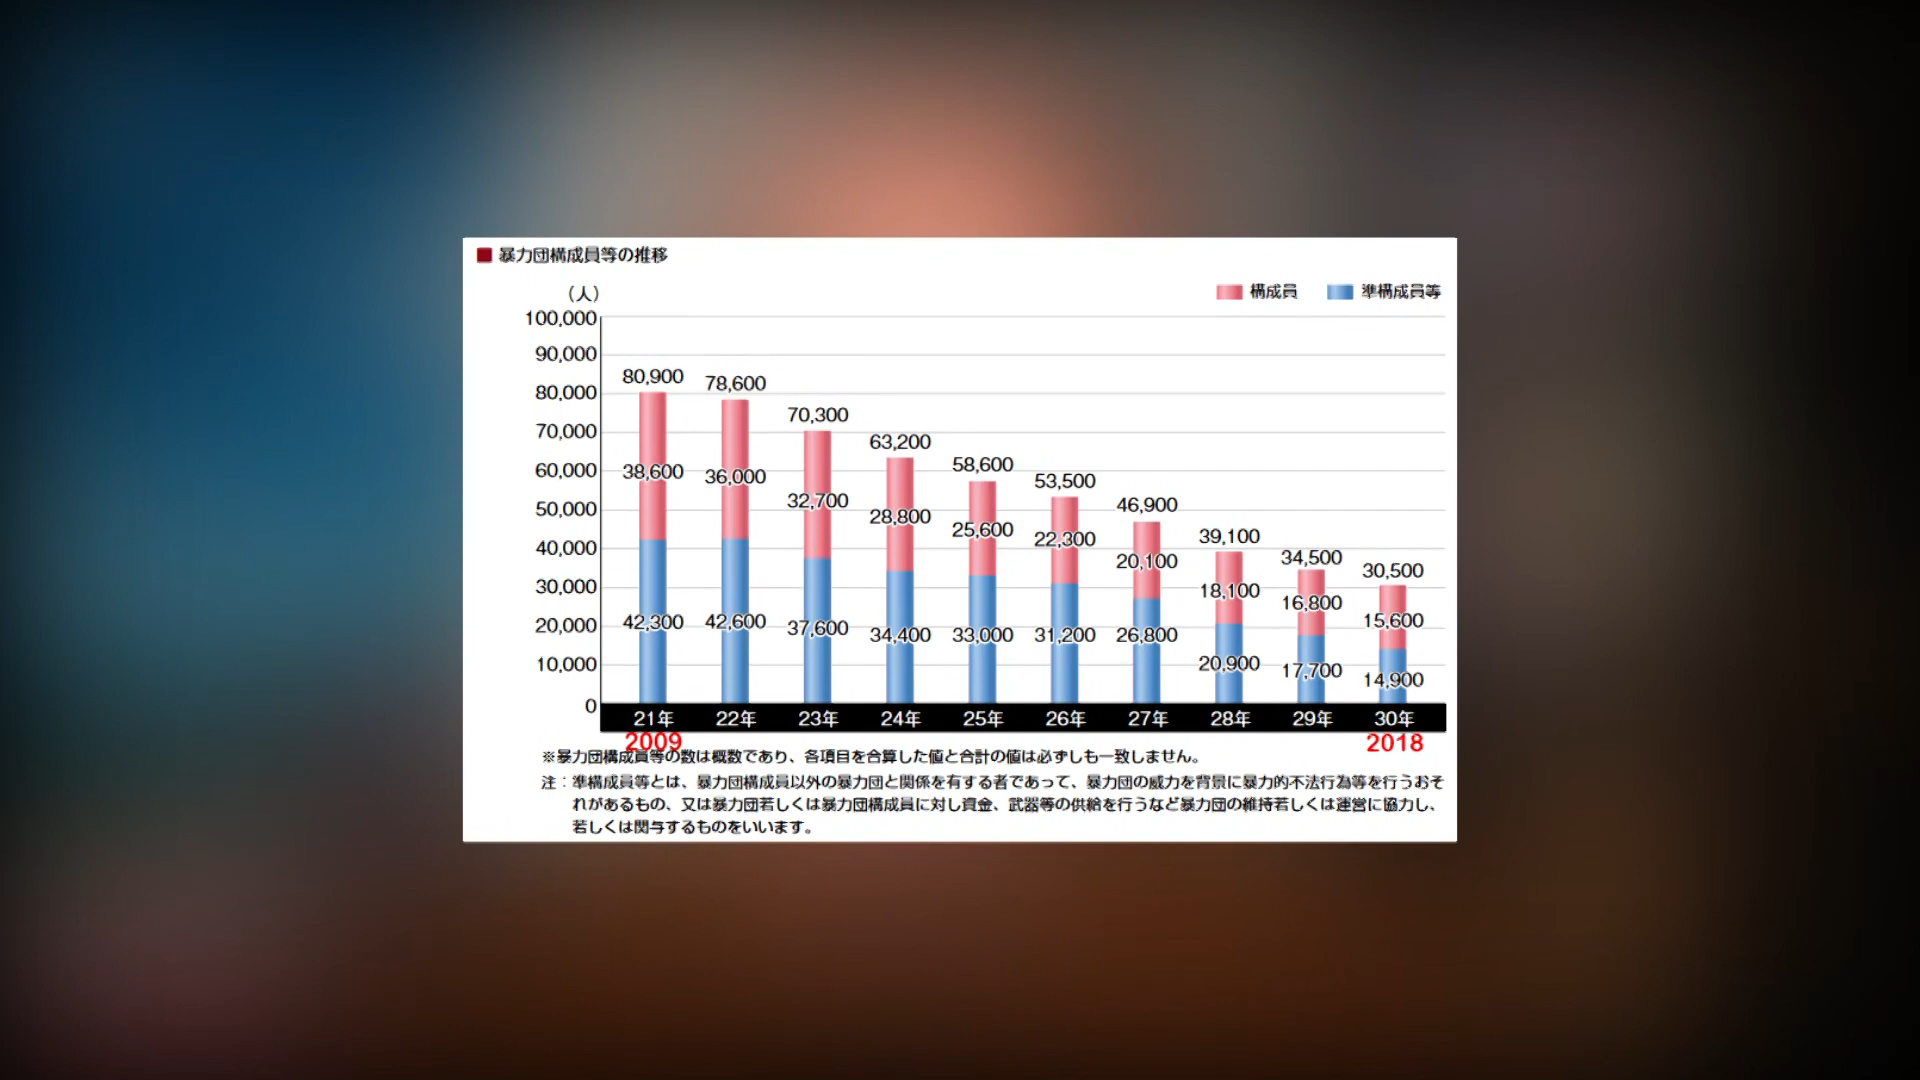 暴力団構成員等の推移
(人)
構成員 準構成員等
100,000
90,000
80,000
70,000
60,000
50,000
40,000
30,000
20,000
10,000
0
80,900 78,600 70,300 63,200 58,600 53,500 46,900 39,100 34,500 30,500
38,600 36,000 32,700 28,800 25,600 22,300 20,100 18,100 16,800 15,600
42,300 42,600 37,600 34,400 33,000 31,200 26,800 20,900 17,700 14,900
21年 22年 23年 24年 25年 26年 27年 28年 29年 30年
2009 2018
※暴力団構成員等の数は概数であり、各項目を合算した値と合計の値は必ずしも一致しません。
注：準構成員等とは、暴力団構成員以外の暴力団と関係を有する者であって、暴力団の威力を背景に暴力的不法行為等を行うおそ
れがあるもの、又は暴力団若しくは暴力団構成員に対し資金、武器等の供給を行うなど暴力団の維持若しくは運営に協力し、
若しくは関与するものをいいます。